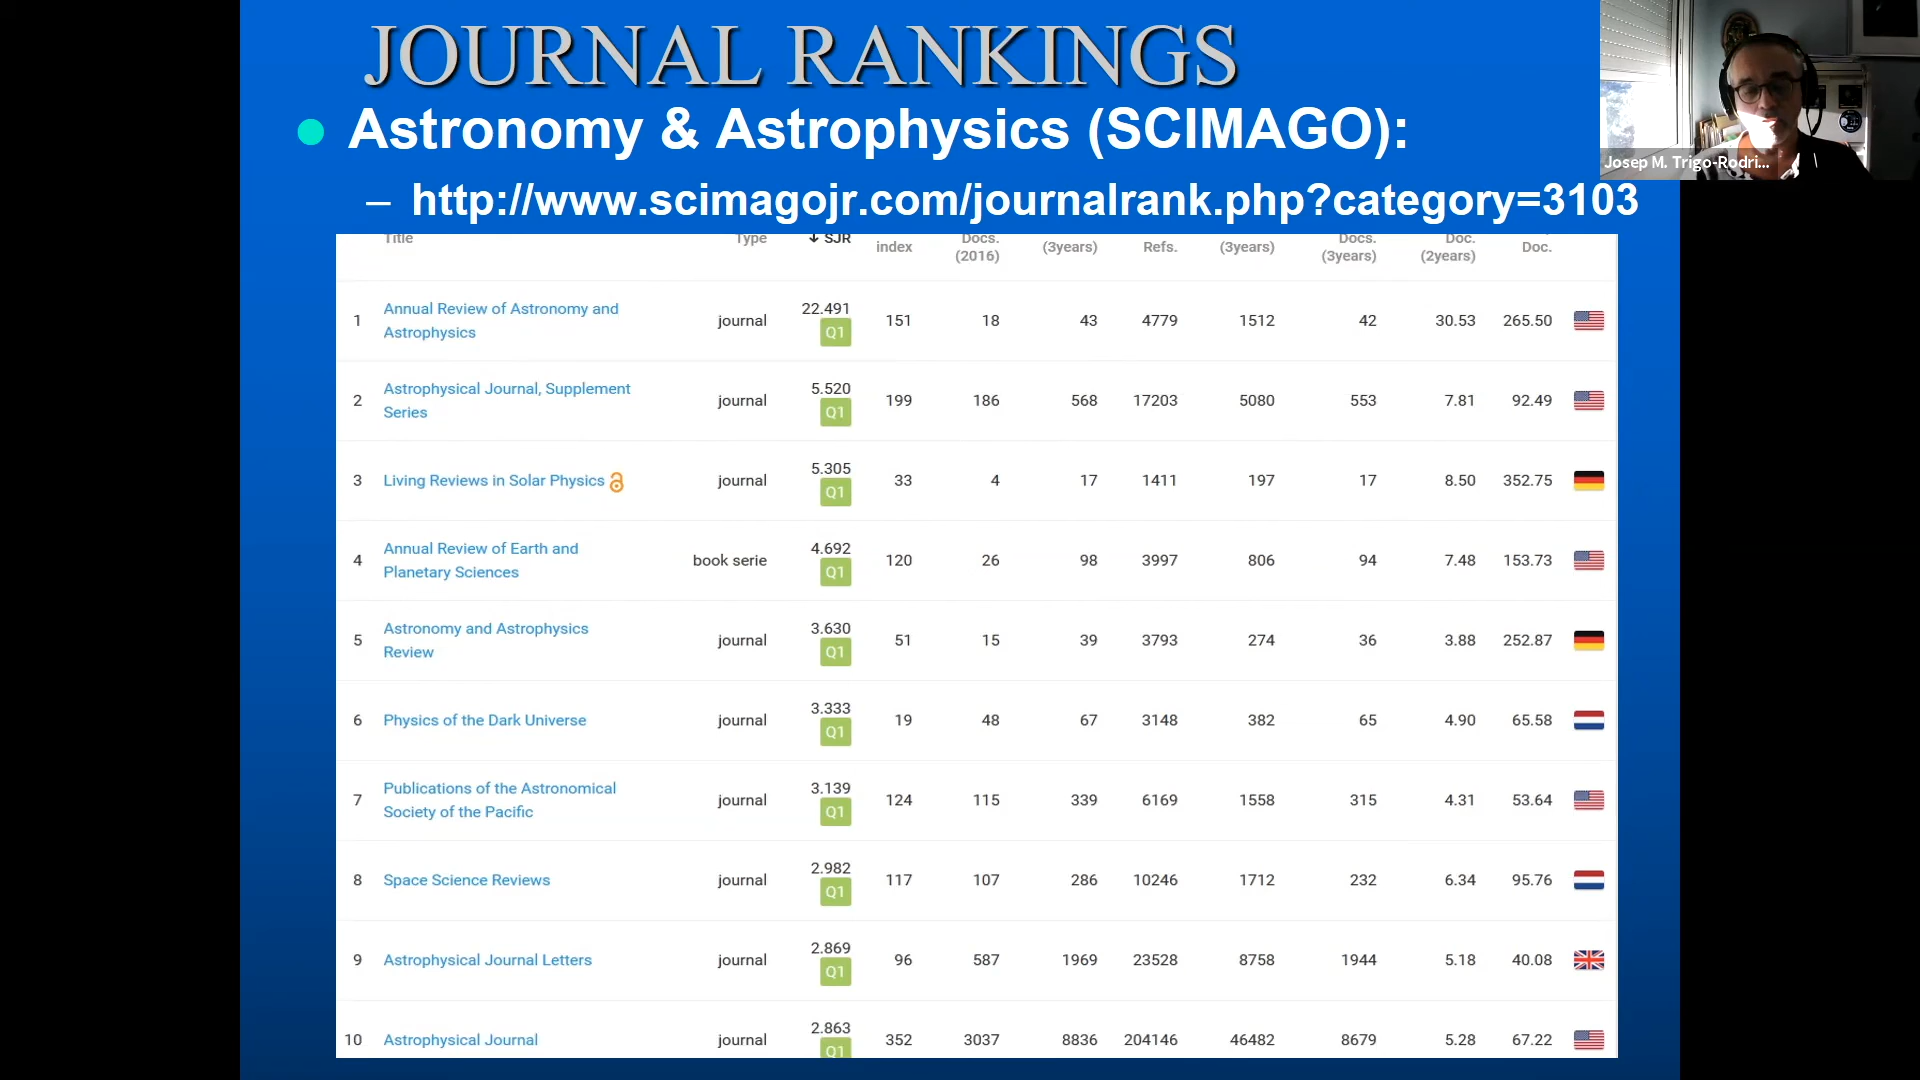 JOURNAL RANKINGS
Astronomy & Astrophysics (SCIMAGO):
– http://www.scimagojr.com/journalrank.php?category=3103
Josep M. Trigo-Rodri...
Title Type ↓ SJR index Docs. (2016) (3years) Refs. (3years) Docs. (3years) Doc. (2years) Doc.
1 Annual Review of Astronomy and Astrophysics journal 22.491 Q1 151 18 43 4779 1512 42 30.53 265.50
2 Astrophysical Journal, Supplement Series journal 5.520 Q1 199 186 568 17203 5080 553 7.81 92.49
3 Living Reviews in Solar Physics journal 5.305 Q1 33 4 17 1411 197 17 8.50 352.75
4 Annual Review of Earth and Planetary Sciences book serie 4.692 Q1 120 26 98 3997 806 94 7.48 153.73
5 Astronomy and Astrophysics Review journal 3.630 Q1 51 15 39 3793 274 36 3.88 252.87
6 Physics of the Dark Universe journal 3.333 Q1 19 48 67 3148 382 65 4.90 65.58
7 Publications of the Astronomical Society of the Pacific journal 3.139 Q1 124 115 339 6169 1558 315 4.31 53.64
8 Space Science Reviews journal 2.982 Q1 117 107 286 10246 1712 232 6.34 95.76
9 Astrophysical Journal Letters journal 2.869 Q1 96 587 1969 23528 8758 1944 5.18 40.08
10 Astrophysical Journal journal 2.863 Q1 352 3037 8836 204146 46482 8679 5.28 67.22